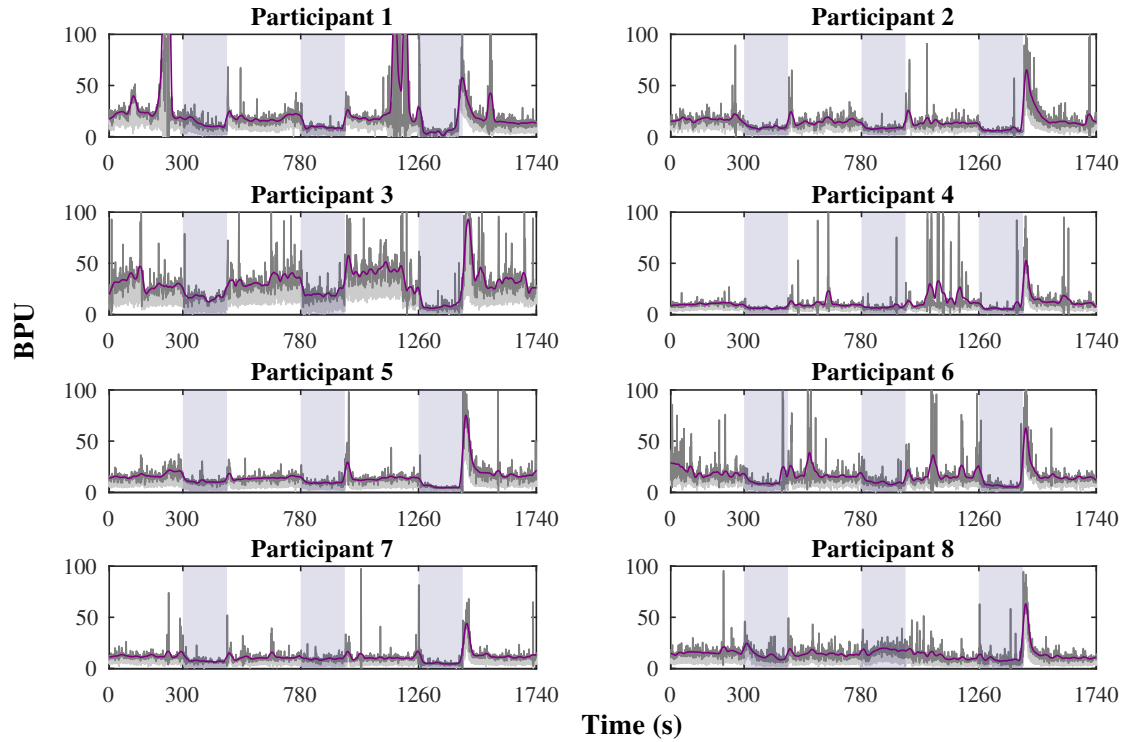 Participant 1
100
50
0
0 300 780 1260 1740
Participant 2
100
50
0
0 300 780 1260 1740
Participant 3
100
50
0
0 300 780 1260 1740
Participant 4
100
50
0
0 300 780 1260 1740
BPU
Participant 5
100
50
0
0 300 780 1260 1740
Participant 6
100
50
0
0 300 780 1260 1740
Participant 7
100
50
0
0 300 780 1260 1740
Participant 8
100
50
0
0 300 780 1260 1740
Time (s)